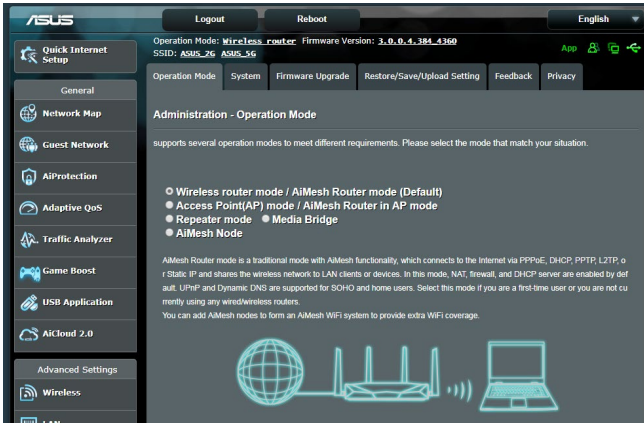 ASUS
Logout
Reboot
English
Quick Internet
Setup
Operation Mode: Wireless router Firmware Version: 3.0.0.4.384_4360
SSID: ASUS_2G ASUS_5G
App
Operation Mode
System
Firmware Upgrade
Restore/Save/Upload Setting
Feedback
Privacy
General
Network Map
Guest Network
AiProtection
Adaptive QoS
Traffic Analyzer
Game Boost
USB Application
AiCloud 2.0
Advanced Settings
Wireless
LAN
Administration - Operation Mode
supports several operation modes to meet different requirements. Please select the mode that match your situation.
Wireless router mode / AiMesh Router mode (Default)
Access Point(AP) mode / AiMesh Router in AP mode
Repeater mode Media Bridge
AiMesh Node
AiMesh Router mode is a traditional mode with AiMesh functionality, which connects to the Internet via PPPoE, DHCP, PPTP, L2TP, o
r Static IP and shares the wireless network to LAN clients or devices. In this mode, NAT, firewall, and DHCP server are enabled by def
ault. UPnP and Dynamic DNS are supported for SOHO and home users. Select this mode if you are a first-time user or you are not cu
rrently using any wired/wireless routers.
You can add AiMesh nodes to form an AiMesh WiFi system to provide extra WiFi coverage.